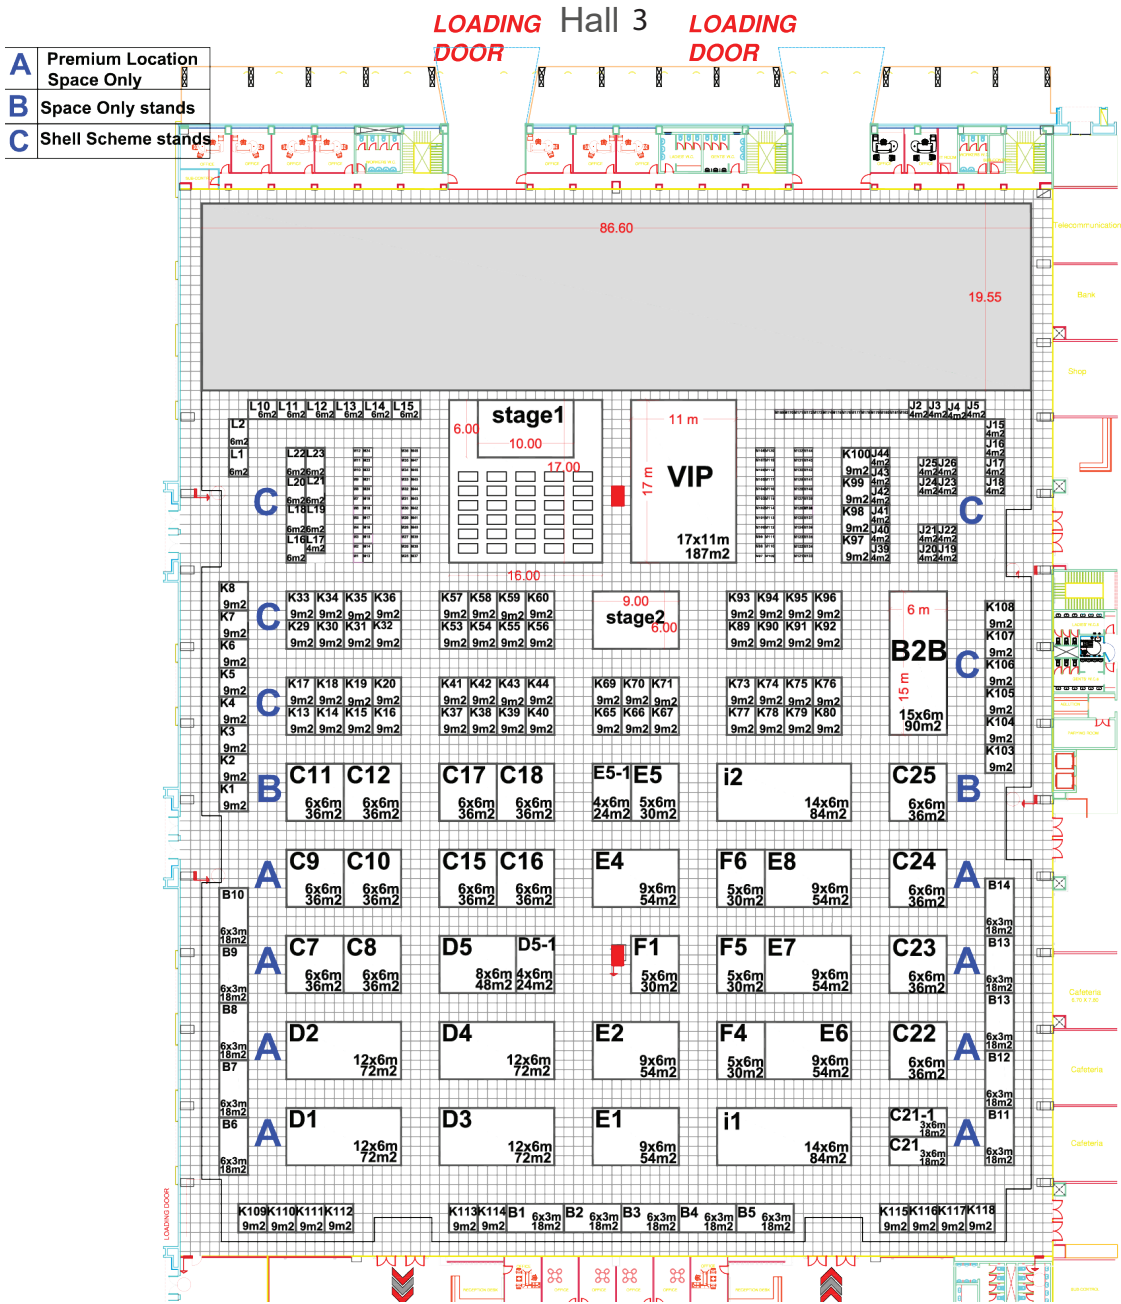 LOADING DOOR
Hall 3
LOADING DOOR
A Premium Location Space Only
B Space Only stands
C Shell Scheme stands
Telecommunication
86.60
19.55
Bank
Shop
L10 6m2 L11 6m2 L12 6m2 L13 6m2 L14 6m2 L15 6m2
L2 6m2
L1 6m2
L22 6m2 L23 6m2
L20 6m2 L21 6m2
L18 6m2 L19 6m2
L16 6m2 L17 4m2
C
stage1
6.00
10.00
17.00
16.00
11 m
17 m
VIP
17x11m
187m2
J2 4m2 J3 4m2 J4 4m2 J5 4m2
J15 4m2
J16 4m2
J17 4m2
J18 4m2
K100 9m2 J44 4m2
J43 4m2
K99 9m2 J42 4m2
K98 9m2 J41 4m2
J40 4m2
K97 9m2 J39 4m2
J25 4m2 J26 4m2
J24 4m2 J23 4m2
J21 4m2 J22 4m2
J20 4m2 J19 4m2
C
K8 9m2
K7 9m2
K6 9m2
K5 9m2
K4 9m2
K3 9m2
K2 9m2
K1 9m2
C
K33 9m2 K34 9m2 K35 9m2 K36 9m2
K29 9m2 K30 9m2 K31 9m2 K32 9m2
K57 9m2 K58 9m2 K59 9m2 K60 9m2
K53 9m2 K54 9m2 K55 9m2 K56 9m2
9.00
stage2
6.00
K93 9m2 K94 9m2 K95 9m2 K96 9m2
K89 9m2 K90 9m2 K91 9m2 K92 9m2
6 m
B2B
15 m
15x6m
90m2
C
K108 9m2
K107 9m2
K106 9m2
K105 9m2
K104 9m2
K103 9m2
C
K17 9m2 K18 9m2 K19 9m2 K20 9m2
K13 9m2 K14 9m2 K15 9m2 K16 9m2
K41 9m2 K42 9m2 K43 9m2 K44 9m2
K37 9m2 K38 9m2 K39 9m2 K40 9m2
K69 9m2 K70 9m2 K71 9m2
K65 9m2 K66 9m2 K67 9m2
K73 9m2 K74 9m2 K75 9m2 K76 9m2
K77 9m2 K78 9m2 K79 9m2 K80 9m2
B
C11 6x6m 36m2 C12 6x6m 36m2
C17 6x6m 36m2 C18 6x6m 36m2
E5-1 4x6m 24m2 E5 5x6m 30m2
i2 14x6m 84m2
C25 6x6m 36m2
B
A
C9 6x6m 36m2 C10 6x6m 36m2
C15 6x6m 36m2 C16 6x6m 36m2
E4 9x6m 54m2
F6 5x6m 30m2 E8 9x6m 54m2
C24 6x6m 36m2
A
B10 6x3m 18m2
B14 6x3m 18m2
A
C7 6x6m 36m2 C8 6x6m 36m2
D5 8x6m 48m2 D5-1 4x6m 24m2
F1 5x6m 30m2
F5 5x6m 30m2 E7 9x6m 54m2
C23 6x6m 36m2
A
B9 6x3m 18m2
B13 6x3m 18m2
Cafeteria
A
D2 12x6m 72m2
D4 12x6m 72m2
E2 9x6m 54m2
F4 5x6m 30m2 E6 9x6m 54m2
C22 6x6m 36m2
A
B8 6x3m 18m2
B13
B7 6x3m 18m2
B12 6x3m 18m2
Cafeteria
A
D1 12x6m 72m2
D3 12x6m 72m2
E1 9x6m 54m2
i1 14x6m 84m2
C21-1 3x6m 18m2
C21 3x6m 18m2
A
B6 6x3m 18m2
B11 6x3m 18m2
Cafeteria
LOADING DOOR
K109 9m2 K110 9m2 K111 9m2 K112 9m2
K113 9m2 K114 9m2 B1 6x3m 18m2 B2 6x3m 18m2 B3 6x3m 18m2 B4 6x3m 18m2 B5 6x3m 18m2
K115 9m2 K116 9m2 K117 9m2 K118 9m2